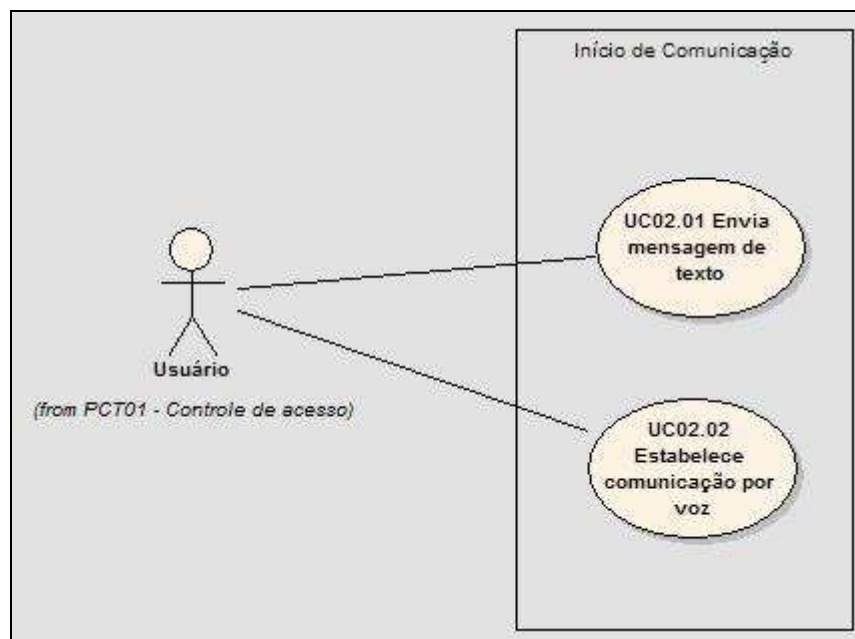 Início de Comunicação
UC02.01 Envia
mensagem de
texto
Usuário
(from PCT01 - Controle de acesso)
UC02.02
Estabelece
comunicação por
voz